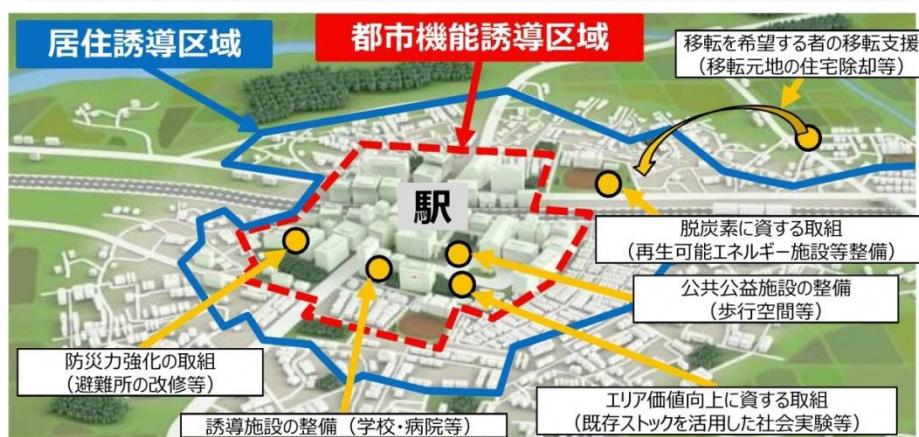 居住誘導区域
都市機能誘導区域
移転を希望する者の移転支援
（移転元地の住宅除却等）
駅
脱炭素に資する取組
（再生可能エネルギー施設等整備）
公共公益施設の整備
（歩行空間等）
防災力強化の取組
（避難所の改修等）
エリア価値向上に資する取組
（既存ストックを活用した社会実験等）
誘導施設の整備（学校・病院等）